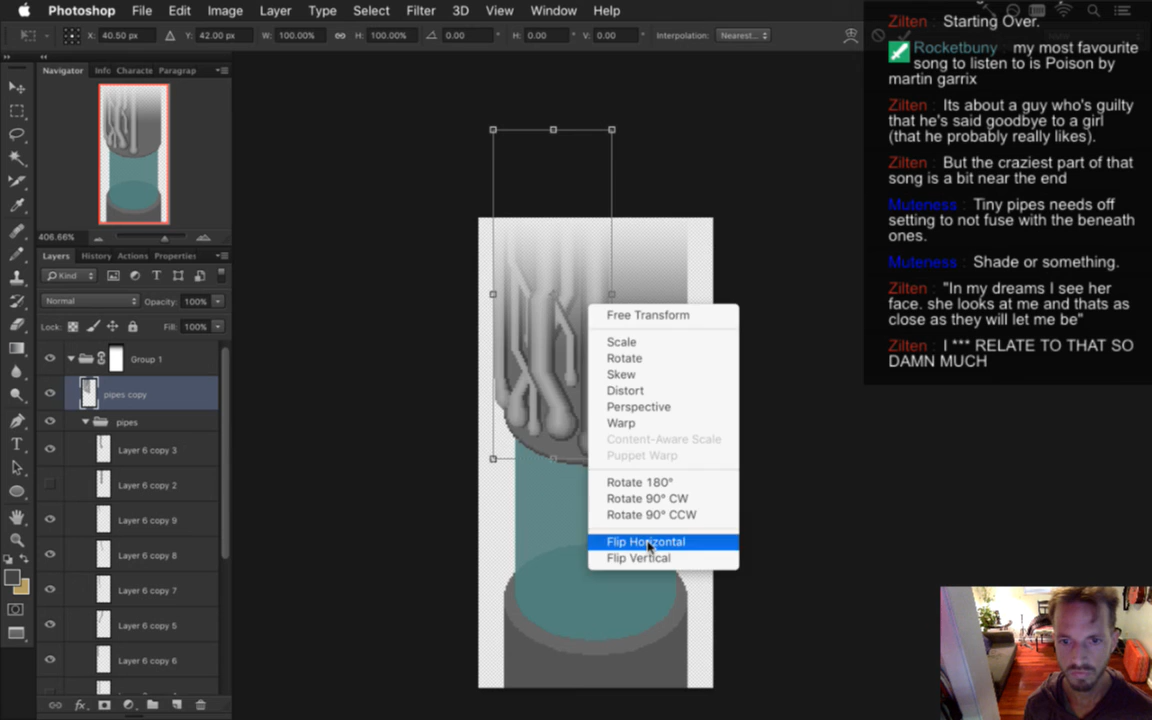 Photoshop File Edit Image Layer Type Select Filter 3D View Window Help
X: 40.50 px Y: 42.00 px W: 100.00% H: 100.00% 0.00 ° H: 0.00 ° V: 0.00 ° Interpolation: Nearest...
Navigator Info Characte Paragrap
406.66%
Layers History Actions Properties
Kind
Normal Opacity: 100%
Lock: Fill: 100%
Group 1
pipes copy
pipes
Layer 6 copy 3
Layer 6 copy 2
Layer 6 copy 9
Layer 6 copy 8
Layer 6 copy 7
Layer 6 copy 5
Layer 6 copy 6
Free Transform
Scale
Rotate
Skew
Distort
Perspective
Warp
Content-Aware Scale
Puppet Warp
Rotate 180°
Rotate 90° CW
Rotate 90° CCW
Flip Horizontal
Flip Vertical
Zilten : Starting Over.
Rocketbuny : my most favourite
song to listen to is Poison by
martin garrix
Zilten : Its about a guy who's guilty
that he's said goodbye to a girl
(that he probably really likes).
Zilten : But the craziest part of that
song is a bit near the end
Muteness : Tiny pipes needs off
setting to not fuse with the beneath
ones.
Muteness : Shade or something.
Zilten : "In my dreams I see her
face. she looks at me and thats as
close as they will let me be"
Zilten : I *** RELATE TO THAT SO
DAMN MUCH